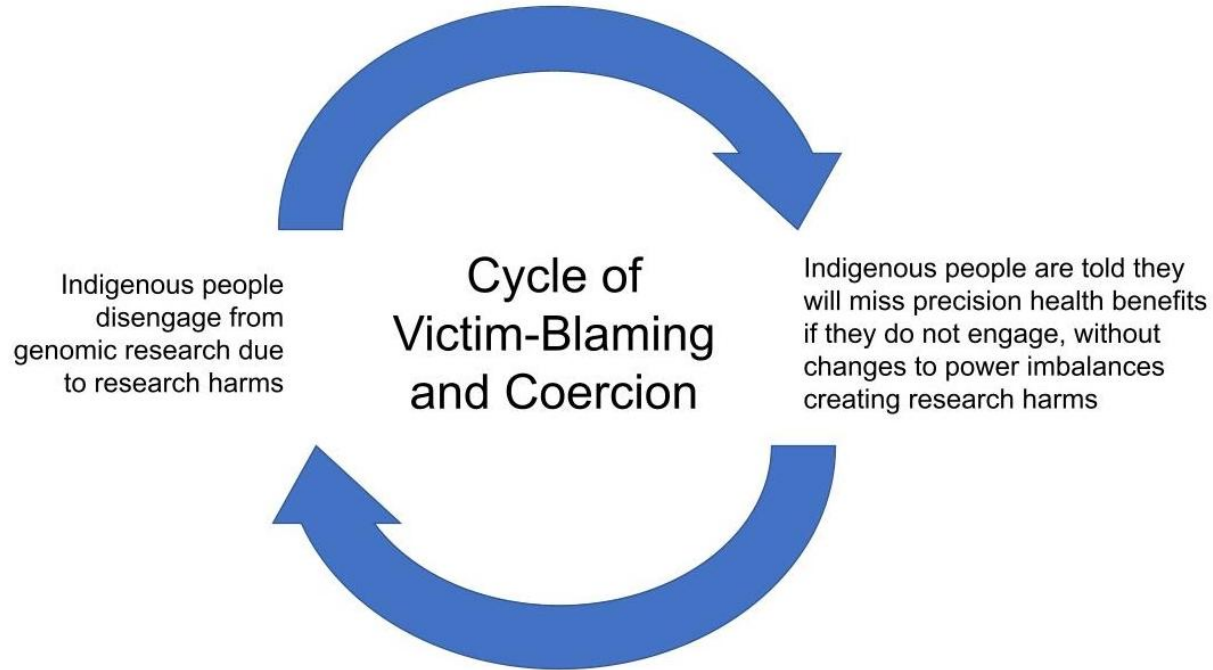 Indigenous people
disengage from
genomic research due
to research harms
Cycle of
Victim-Blaming
and Coercion
Indigenous people are told they
will miss precision health benefits
if they do not engage, without
changes to power imbalances
creating research harms